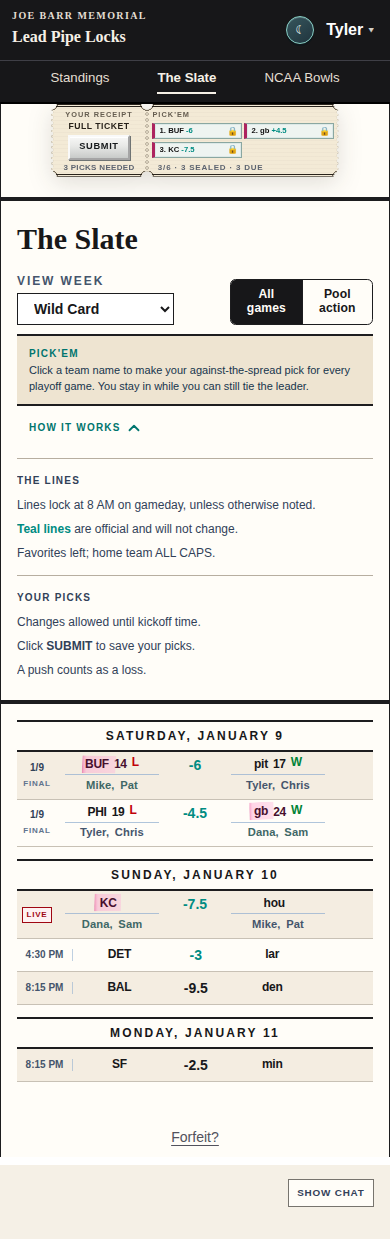 JOE BARR MEMORIAL
Lead Pipe Locks
Tyler
Standings
The Slate
NCAA Bowls
YOUR RECEIPT
FULL TICKET
SUBMIT
3 PICKS NEEDED
PICK'EM
1. BUF -6
2. gb +4.5
3. KC -7.5
3/6 · 3 SEALED · 3 DUE
The Slate
VIEW WEEK
Wild Card
All games
Pool action
PICK'EM
Click a team name to make your against-the-spread pick for every
playoff game. You stay in while you can still tie the leader.
HOW IT WORKS
THE LINES
Lines lock at 8 AM on gameday, unless otherwise noted.
Teal lines are official and will not change.
Favorites left; home team ALL CAPS.
YOUR PICKS
Changes allowed until kickoff time.
Click SUBMIT to save your picks.
A push counts as a loss.
SATURDAY, JANUARY 9
1/9 FINAL BUF 14 L -6 pit 17 W
Mike, Pat Tyler, Chris
1/9 FINAL PHI 19 L -4.5 gb 24 W
Tyler, Chris Dana, Sam
SUNDAY, JANUARY 10
LIVE KC -7.5 hou
Dana, Sam Mike, Pat
4:30 PM DET -3 lar
8:15 PM BAL -9.5 den
MONDAY, JANUARY 11
8:15 PM SF -2.5 min
Forfeit?
SHOW CHAT